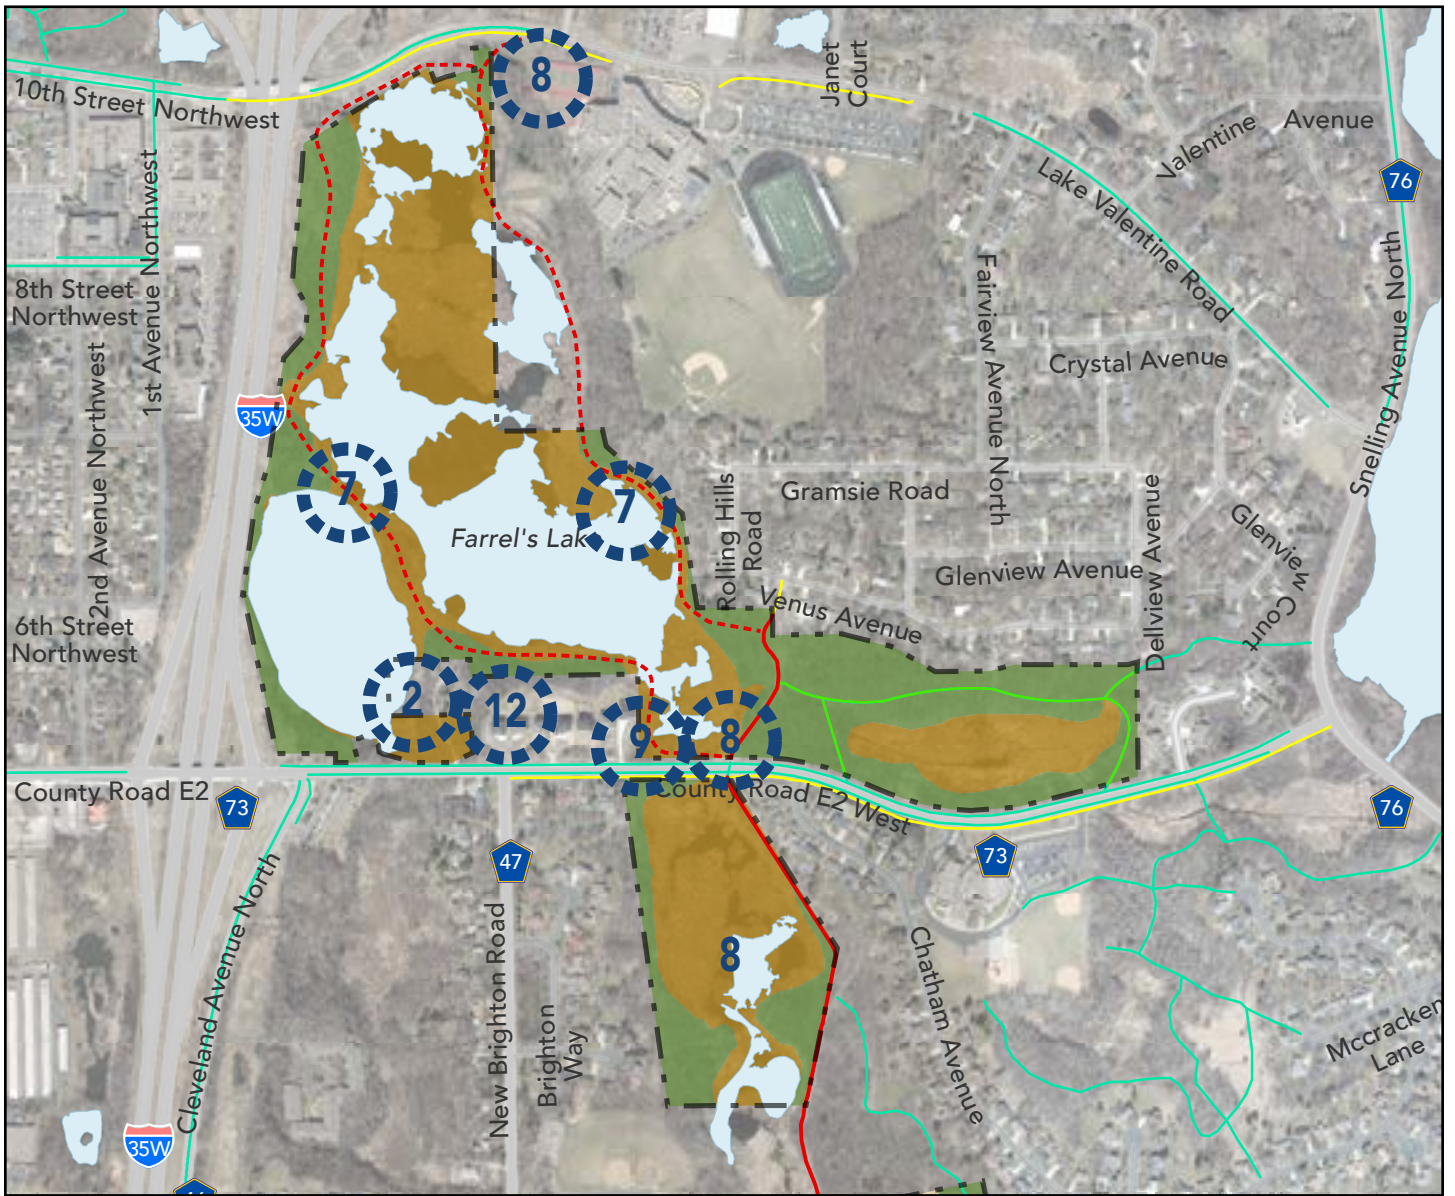 8
Janet
Court
10th Street Northwest
Valentine Avenue
76
Lake Valentine Road
1st Avenue Northwest
8th Street
Northwest
Fairview Avenue North
Snelling Avenue North
Crystal Avenue
2nd Avenue Northwest
35W
7
7
Gramsie Road
Rolling Hills
Road
Farrel's Lak
Glenview Avenue
Dellview Avenue
Glenview
Court
Venus Avenue
6th Street
Northwest
2
12
9
8
County Road E2
73
County Road E2 West
76
47
73
Cleveland Avenue North
New Brighton Road
Brighton
Way
8
Chatham Avenue
Mccracken
Lane
35W